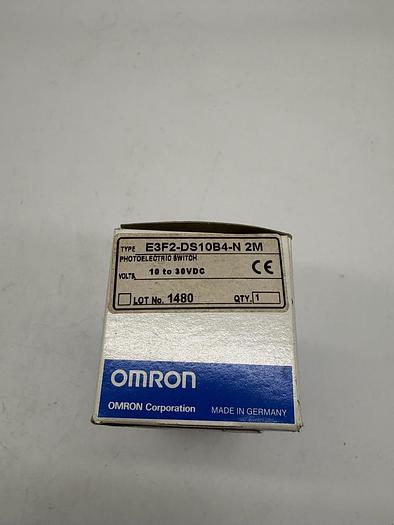 TYPE E3F2-DS10B4-N 2M
PHOTOELECTRIC SWITCH
VOLTS 10 to 30VDC CE
LOT No. 1480 QTY. 1
OMRON
OMRON Corporation MADE IN GERMANY